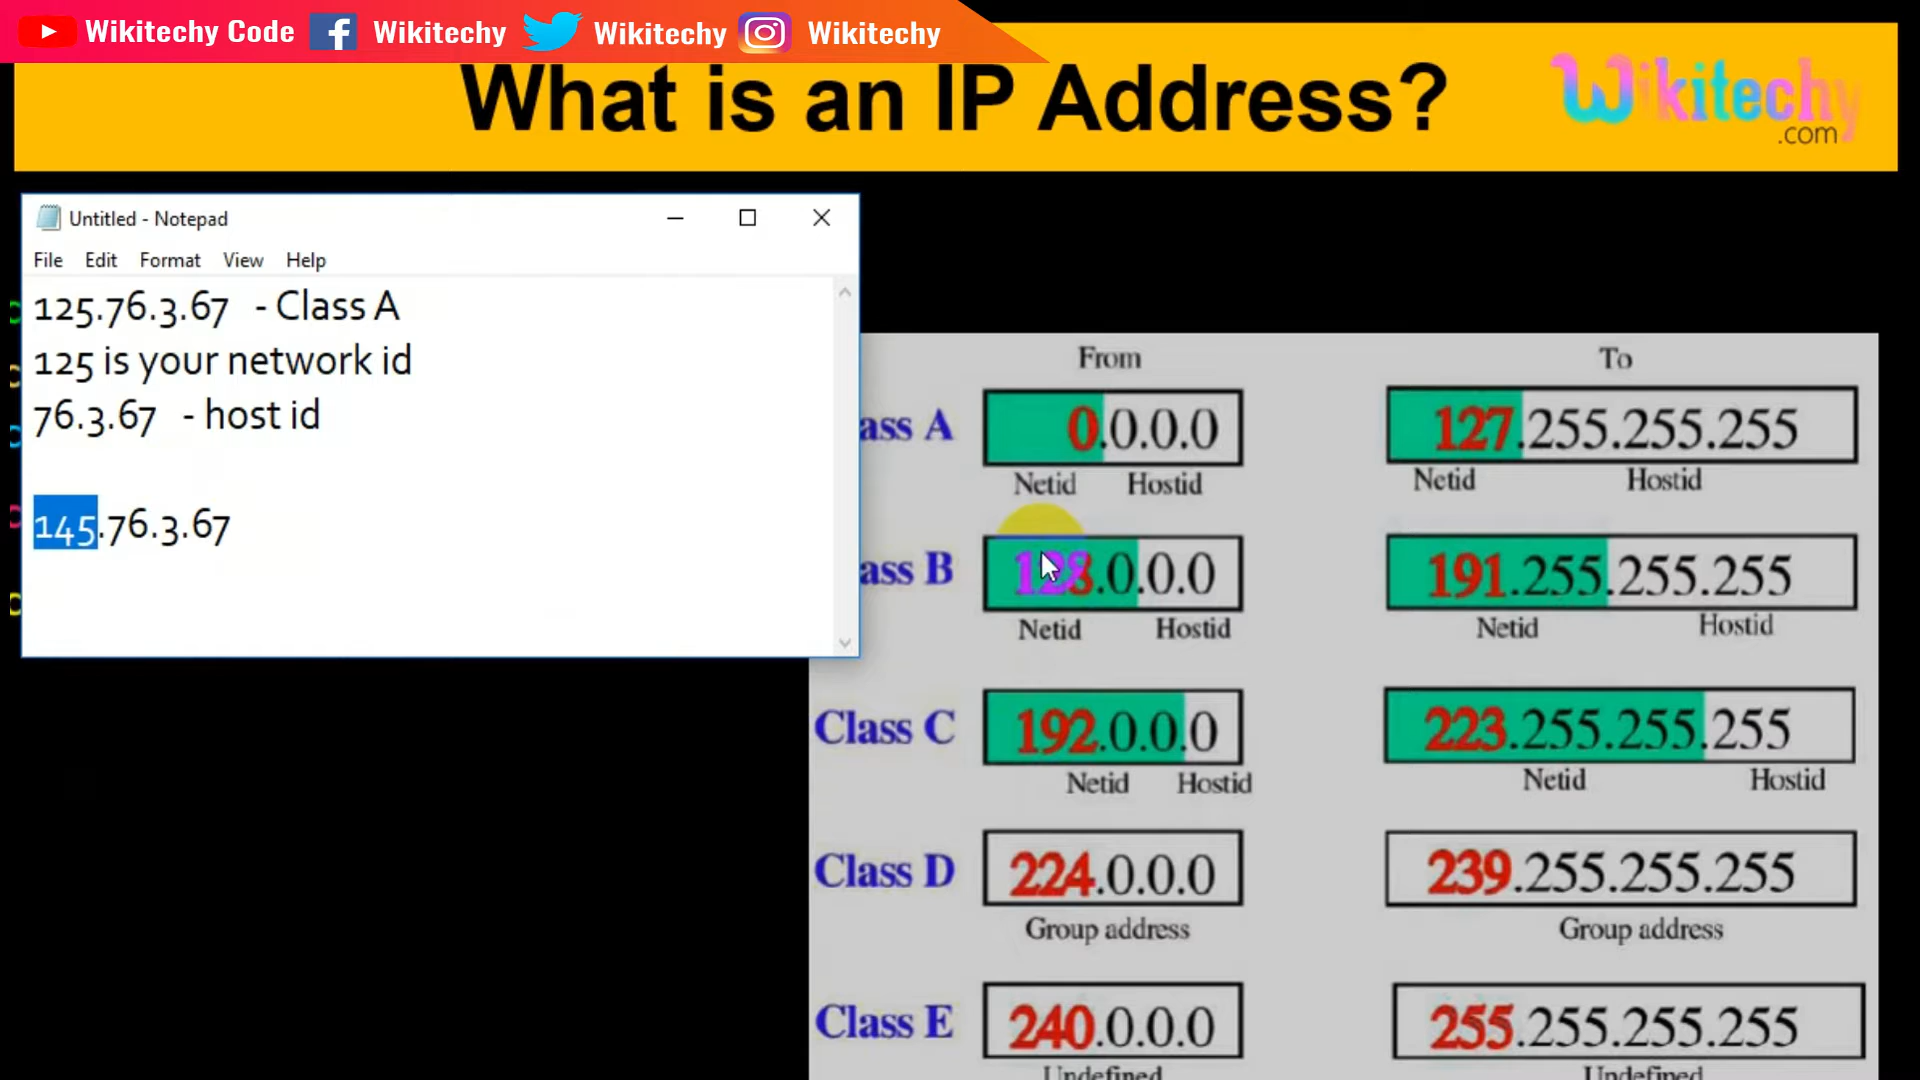 Wikitechy Code Wikitechy Wikitechy Wikitechy
What is an IP Address?
Wikitechy
.com
Untitled - Notepad
File Edit Format View Help
125.76.3.67 - Class A
125 is your network id
76.3.67 - host id
145.76.3.67
From To
ass A 0.0.0.0 127.255.255.255
Netid Hostid Netid Hostid
ass B 128.0.0.0 191.255.255.255
Netid Hostid Netid Hostid
Class C 192.0.0.0 223.255.255.255
Netid Hostid Netid Hostid
Class D 224.0.0.0 239.255.255.255
Group address Group address
Class E 240.0.0.0 255.255.255.255
Undefined Undefined